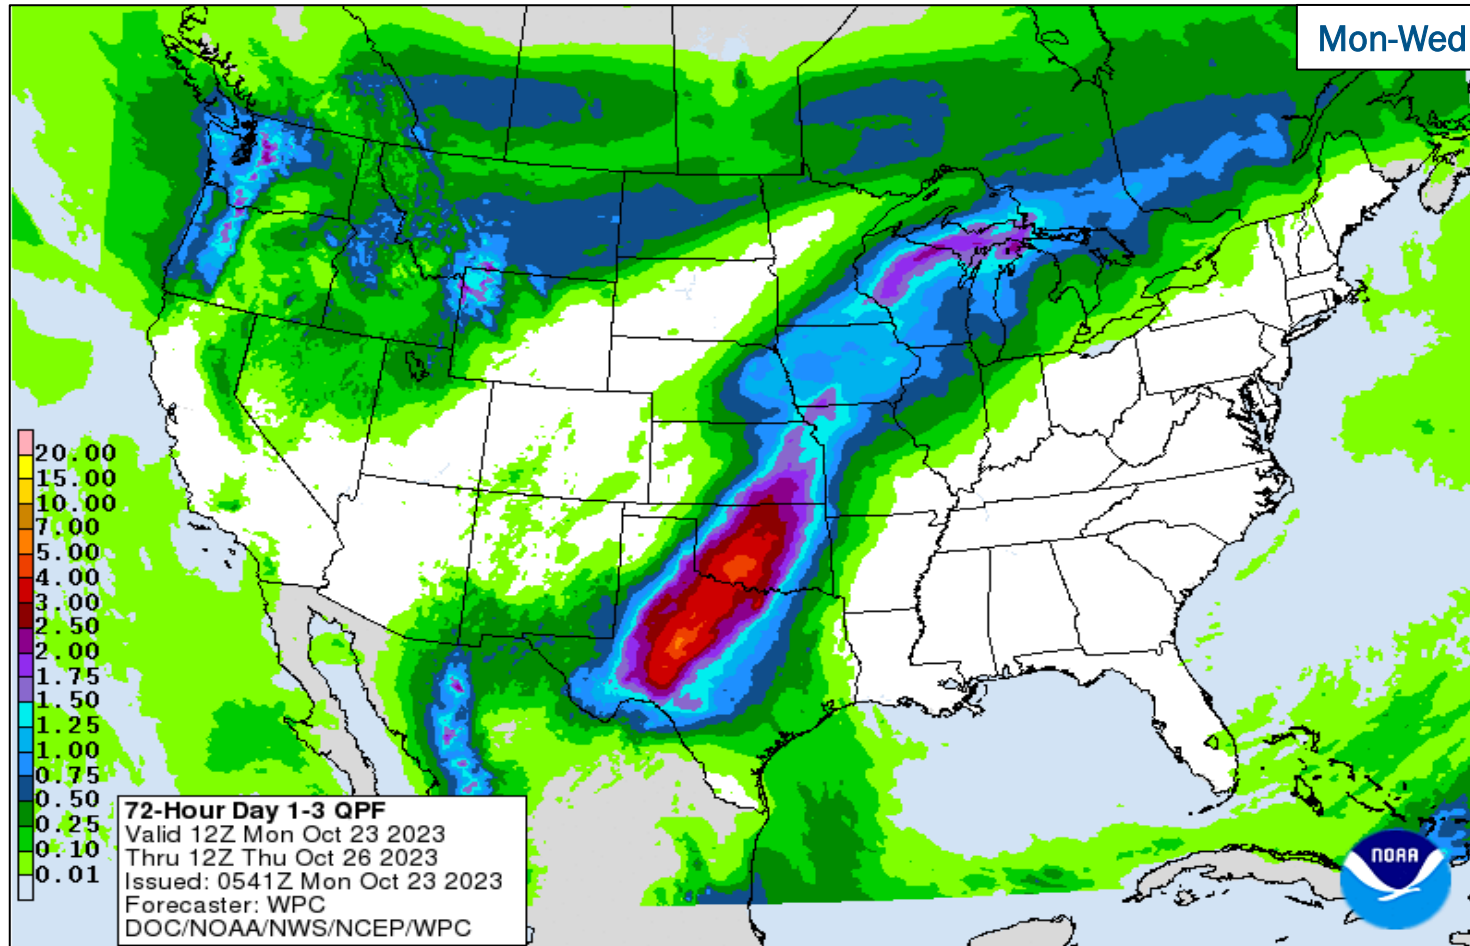 Mon-Wed
20.00
15.00
10.00
7.00
5.00
4.00
3.00
2.50
2.00
1.75
1.50
1.25
1.00
0.75
0.50
0.25
0.10
0.01
72-Hour Day 1-3 QPF
Valid 12Z Mon Oct 23 2023
Thru 12Z Thu Oct 26 2023
Issued: 0541Z Mon Oct 23 2023
Forecaster: WPC
DOC/NOAA/NWS/NCEP/WPC
NOAA